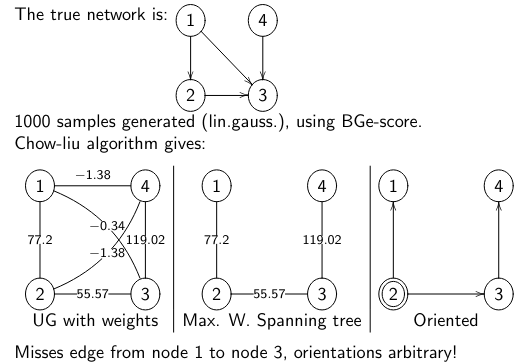 The true network is:
1 4
2 3
1000 samples generated (lin.gauss.), using BGe-score.
Chow-liu algorithm gives:
1 −1.38 4
−0.34
77.2 119.02
−1.38
2 55.57 3
UG with weights
1 4
77.2 119.02
2 55.57 3
Max. W. Spanning tree
1 4
2 3
Oriented
Misses edge from node 1 to node 3, orientations arbitrary!